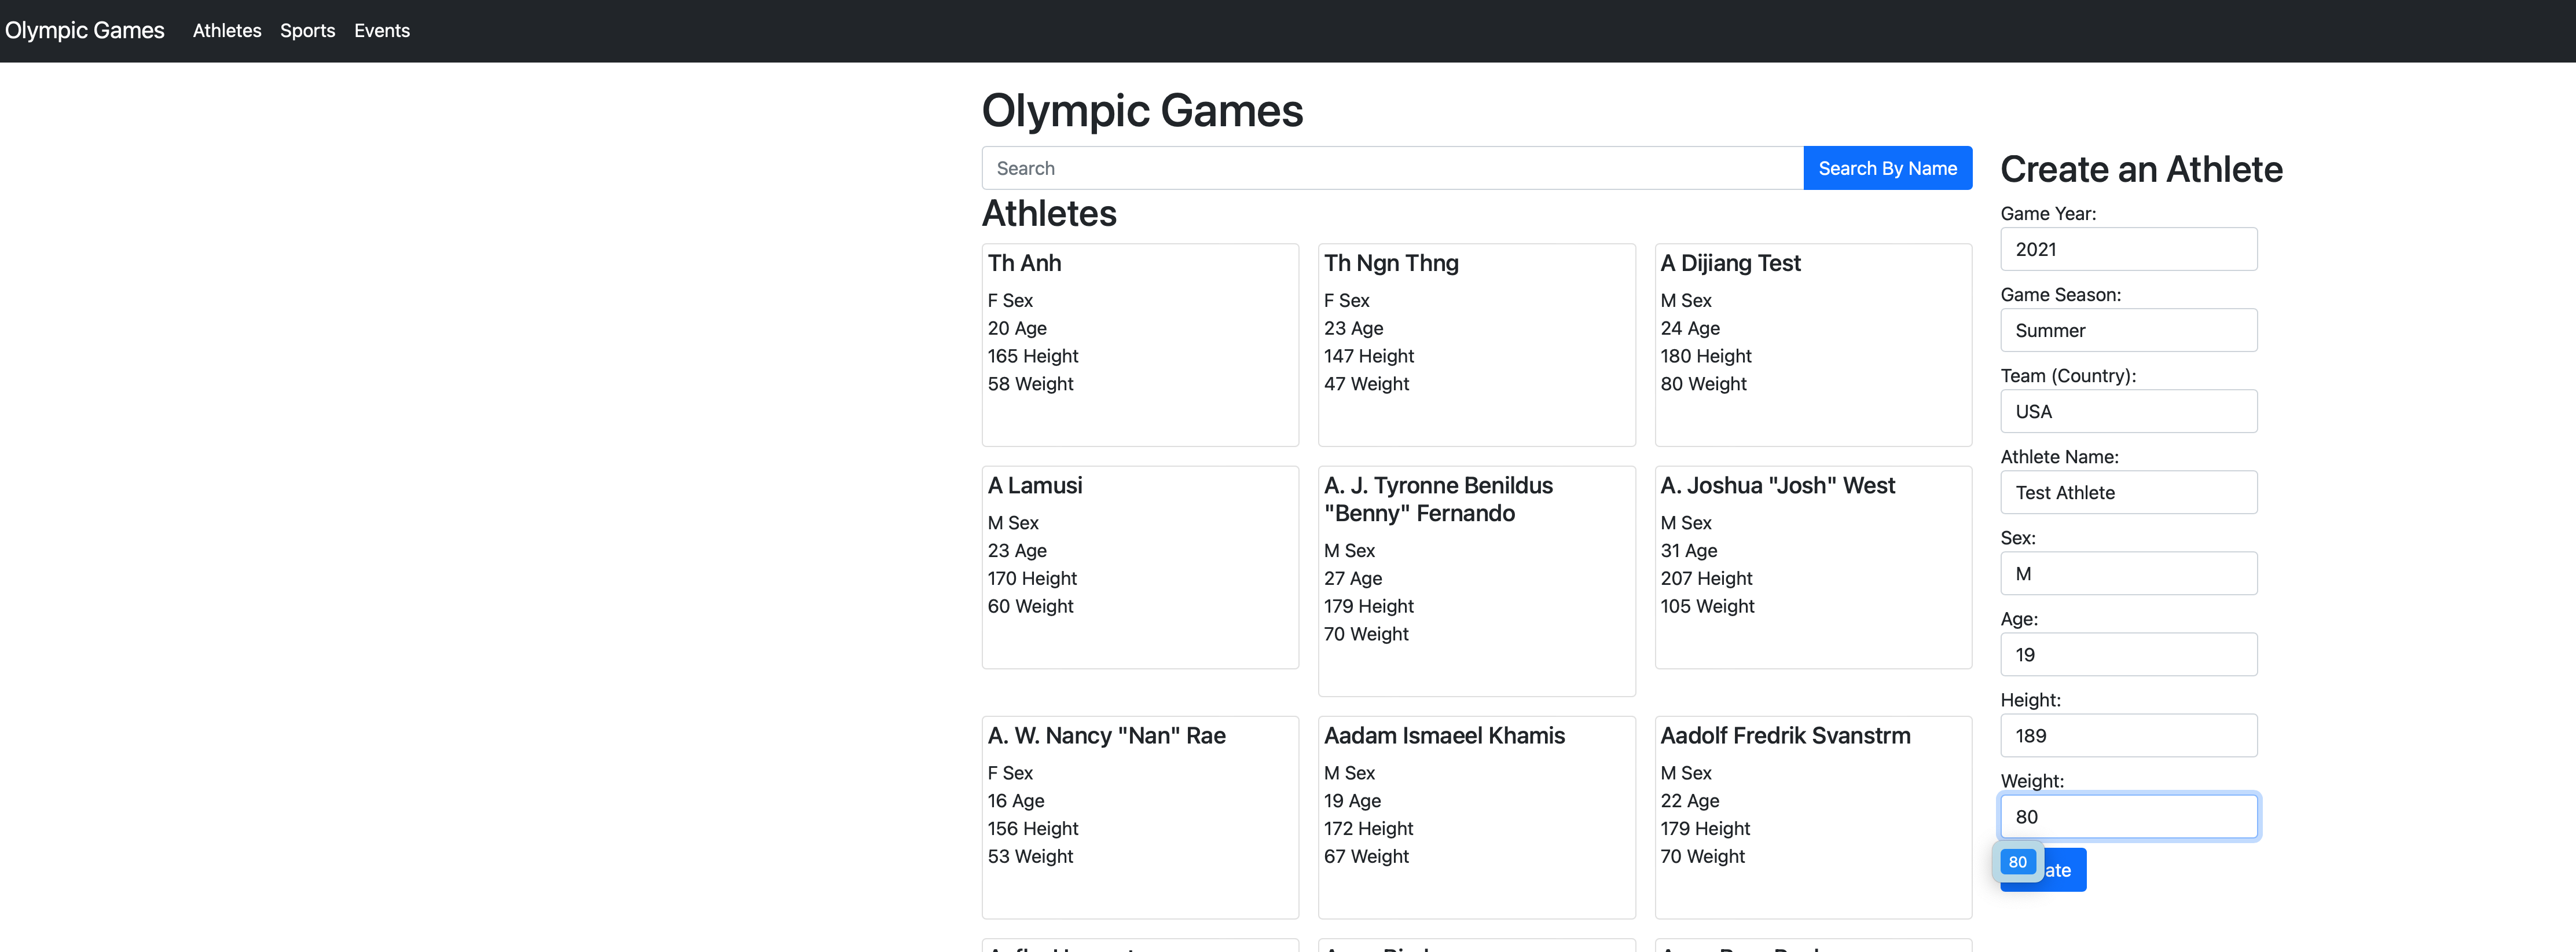 Olympic Games
Athletes
Sports
Events
Olympic Games
Search
Search By Name
Athletes
Th Anh
F Sex
20 Age
165 Height
58 Weight
Th Ngn Thng
F Sex
23 Age
147 Height
47 Weight
A Dijiang Test
M Sex
24 Age
180 Height
80 Weight
A Lamusi
M Sex
23 Age
170 Height
60 Weight
A. J. Tyronne Benildus
"Benny" Fernando
M Sex
27 Age
179 Height
70 Weight
A. Joshua "Josh" West
M Sex
31 Age
207 Height
105 Weight
A. W. Nancy "Nan" Rae
F Sex
16 Age
156 Height
53 Weight
Aadam Ismaeel Khamis
M Sex
19 Age
172 Height
67 Weight
Aadolf Fredrik Svanstrm
M Sex
22 Age
179 Height
70 Weight
Create an Athlete
Game Year:
2021
Game Season:
Summer
Team (Country):
USA
Athlete Name:
Test Athlete
Sex:
M
Age:
19
Height:
189
Weight:
80
80
ate